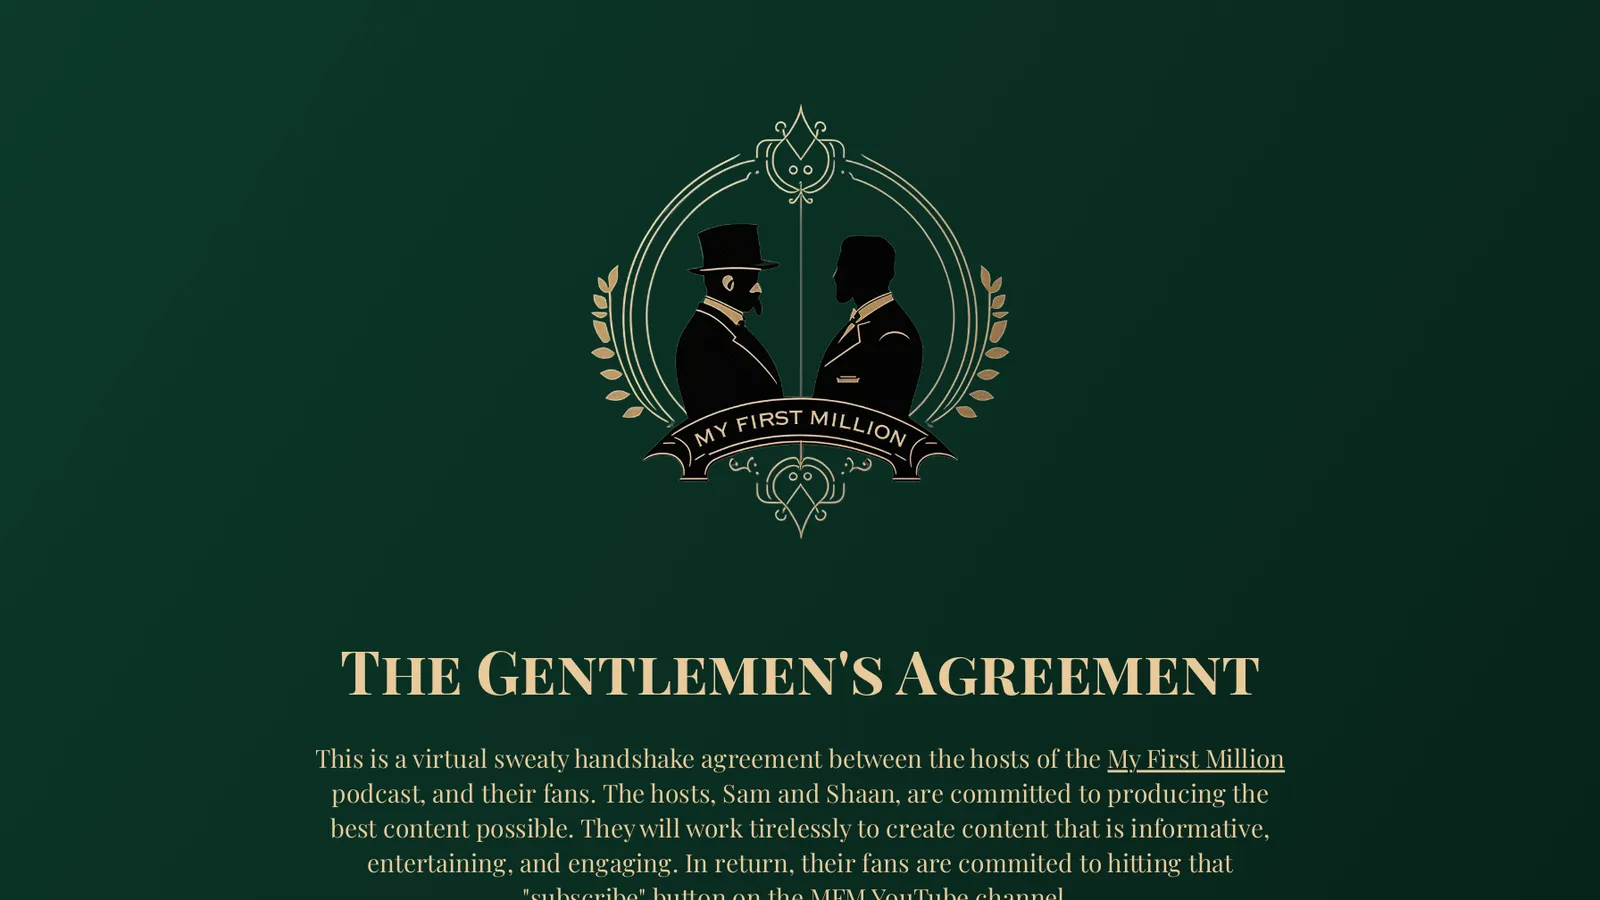 MY FIRST MILLION
THE GENTLEMEN'S AGREEMENT
This is a virtual sweaty handshake agreement between the hosts of the My First Million
podcast, and their fans. The hosts, Sam and Shaan, are committed to producing the
best content possible. They will work tirelessly to create content that is informative,
entertaining, and engaging. In return, their fans are commited to hitting that
"subscribe" button on the MFM YouTube channel.